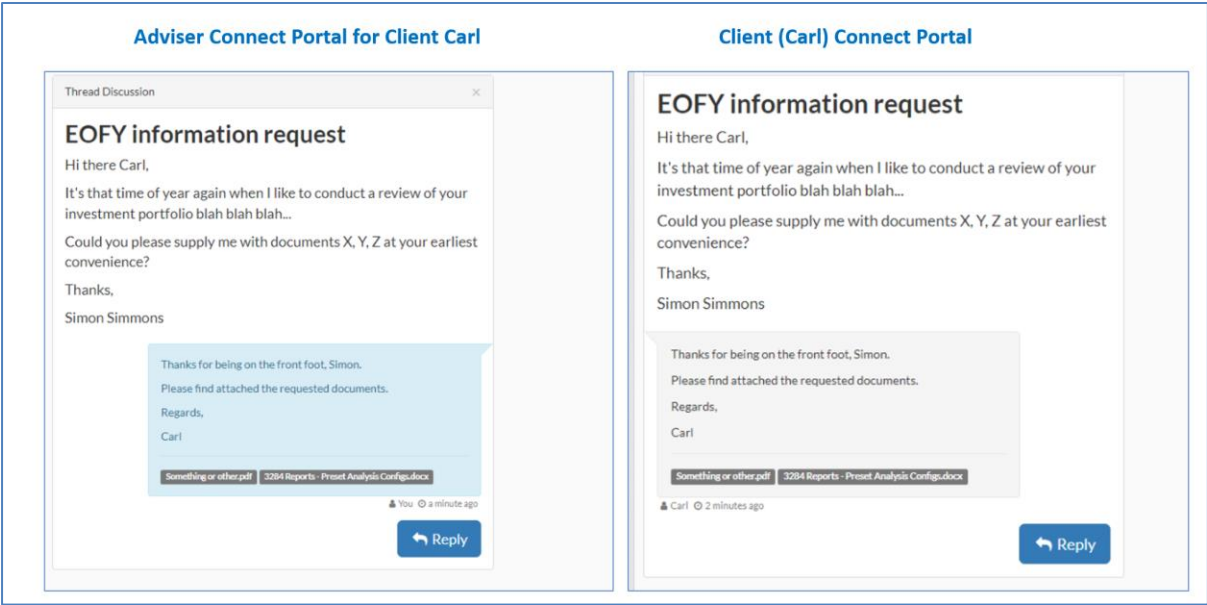 Adviser Connect Portal for Client Carl
Thread Discussion ×
EOFY information request
Hi there Carl,
It's that time of year again when I like to conduct a review of your
investment portfolio blah blah blah...
Could you please supply me with documents X, Y, Z at your earliest
convenience?
Thanks,
Simon Simmons
Thanks for being on the front foot, Simon.
Please find attached the requested documents.
Regards,
Carl
Something or other.pdf 3284 Reports - Preset Analysis Configs.docx
You a minute ago
Reply
Client (Carl) Connect Portal
EOFY information request
Hi there Carl,
It's that time of year again when I like to conduct a review of your
investment portfolio blah blah blah...
Could you please supply me with documents X, Y, Z at your earliest
convenience?
Thanks,
Simon Simmons
Thanks for being on the front foot, Simon.
Please find attached the requested documents.
Regards,
Carl
Something or other.pdf 3284 Reports - Preset Analysis Configs.docx
Carl 2 minutes ago
Reply